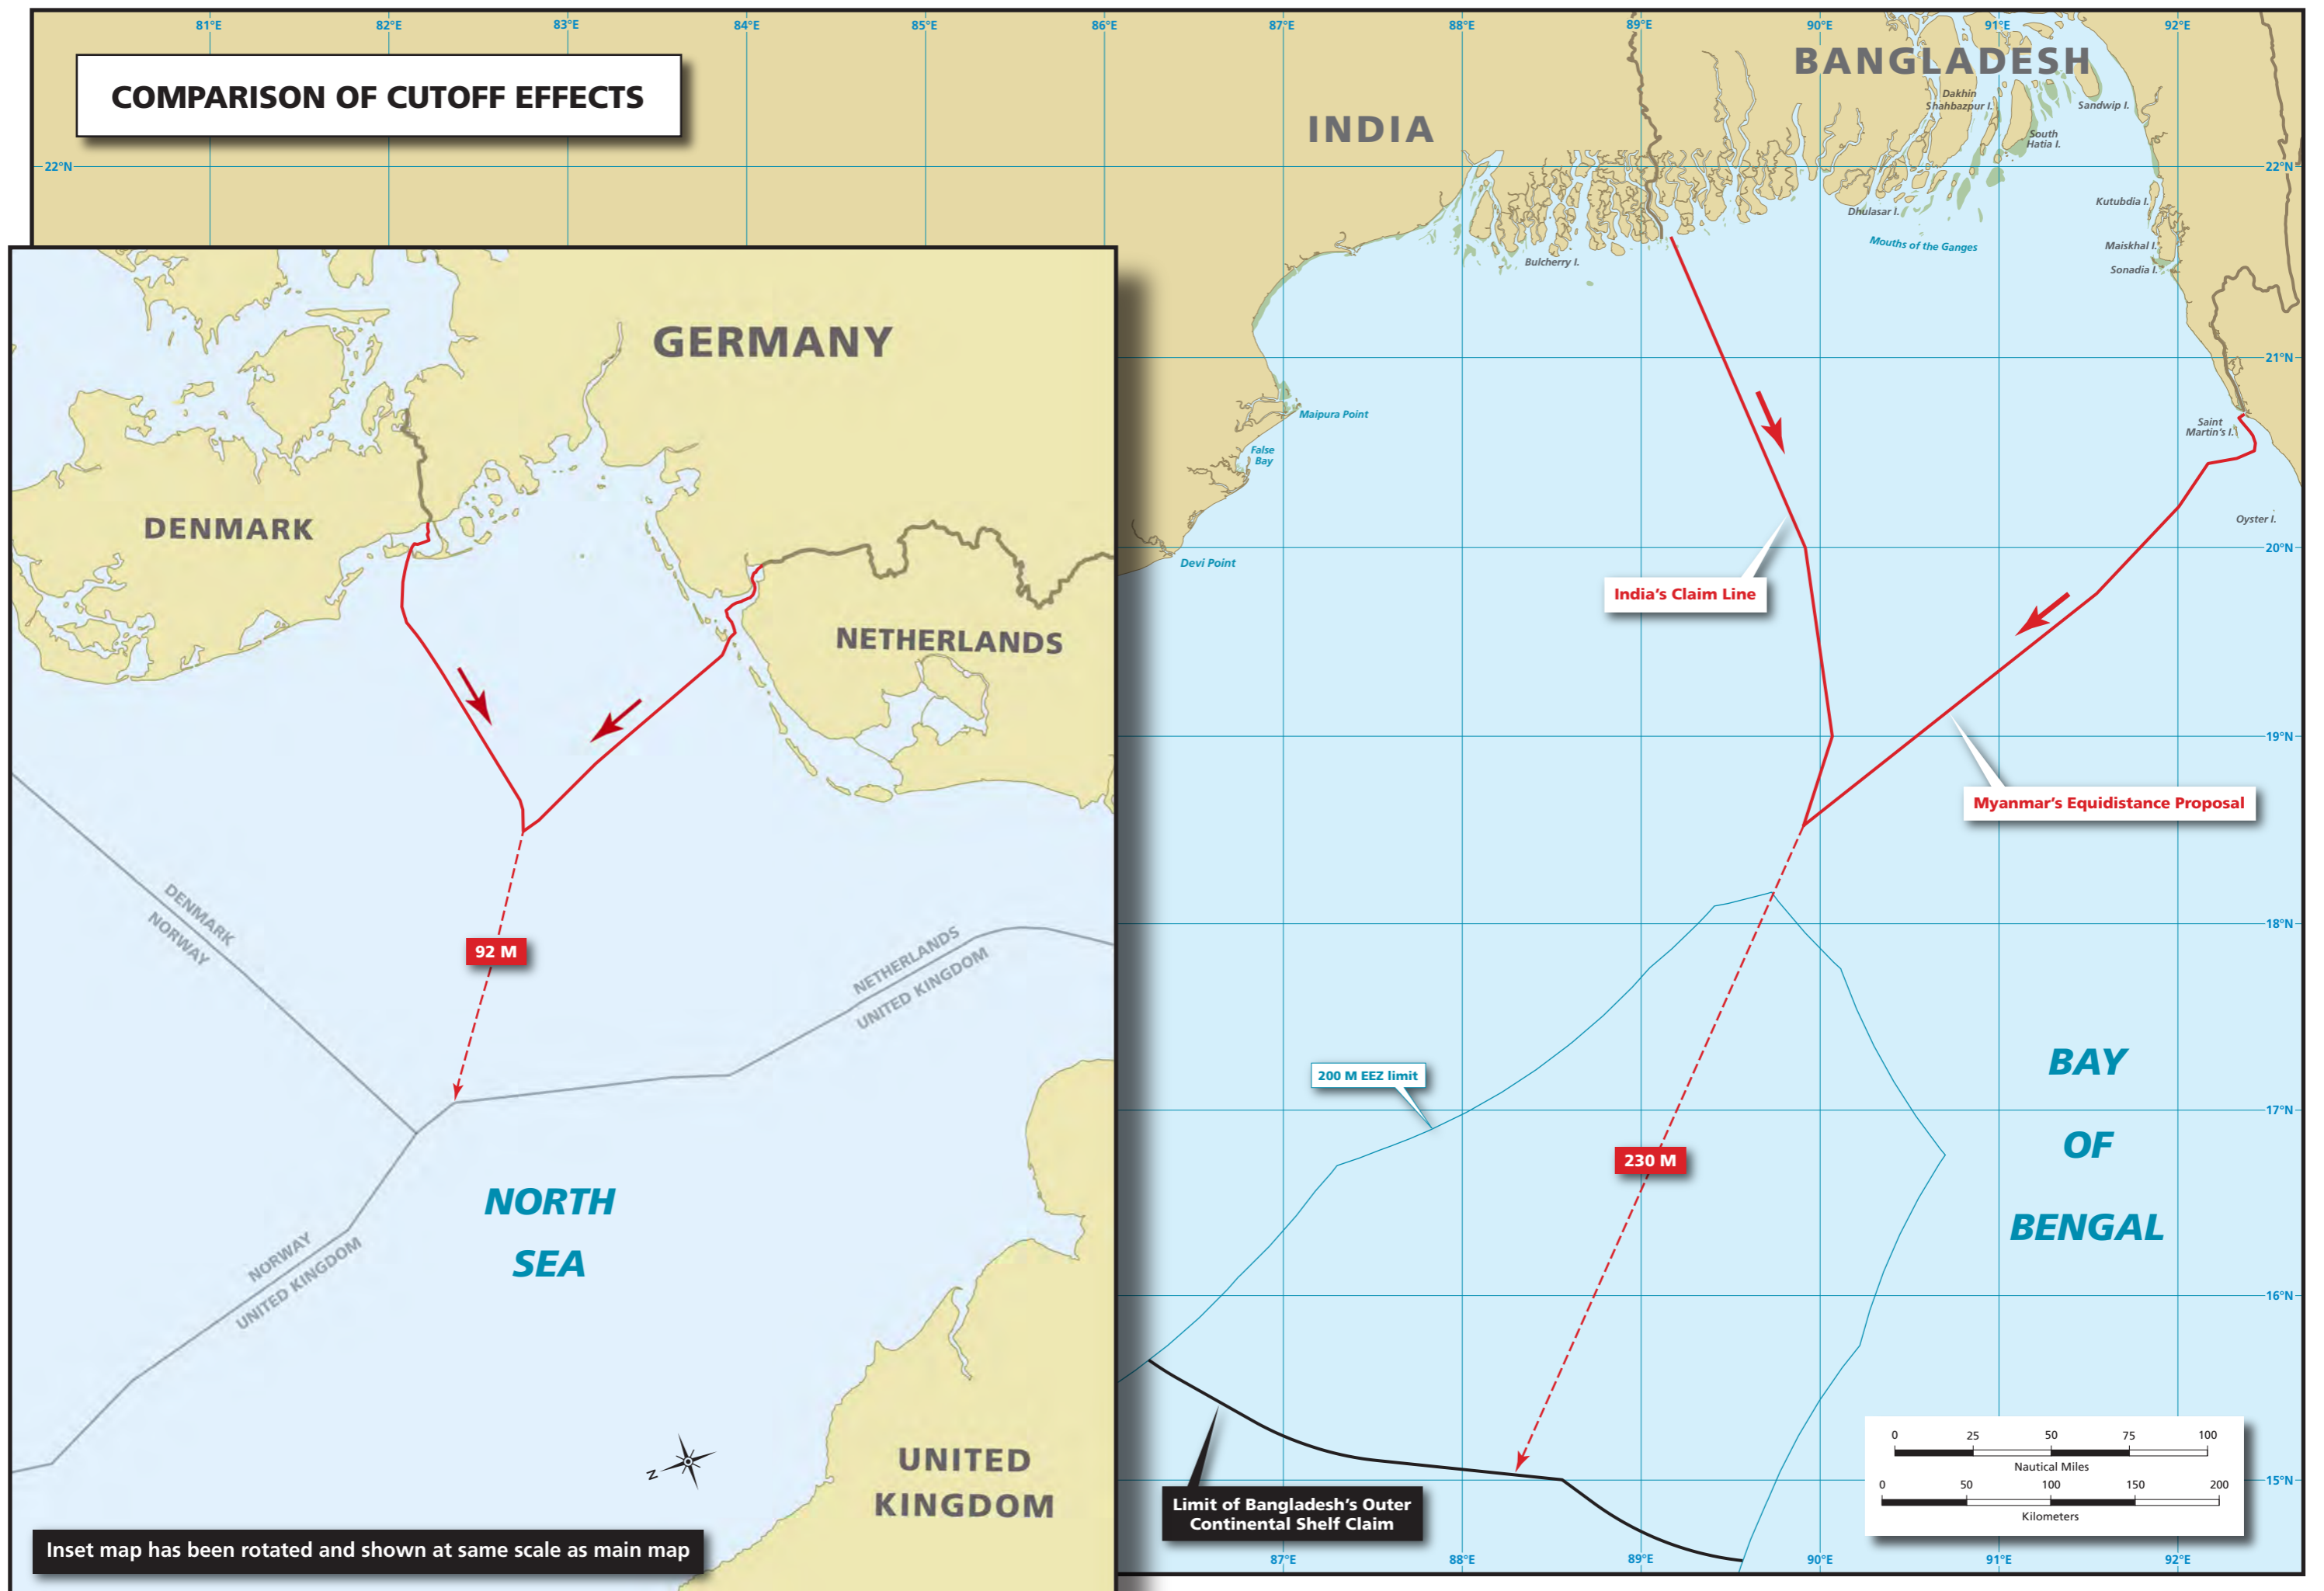 81°E 82°E 83°E 84°E 85°E 86°E 87°E 88°E 89°E 90°E 91°E 92°E
COMPARISON OF CUTOFF EFFECTS
BANGLADESH
INDIA
Dakhin
Shahbazpur I.
Sandwip I.
South
Hatia I.
22°N
22°N
Kutubdia I.
Dhulasar I.
Mouths of the Ganges
Maiskhal I.
Bulcherry I.
Sonadia I.
21°N
Maipura Point
Saint
Martin's I.
False
Bay
Oyster I.
20°N
Devi Point
India's Claim Line
19°N
Myanmar's Equidistance Proposal
18°N
200 M EEZ limit
BAY
OF
BENGAL
17°N
230 M
16°N
15°N
Limit of Bangladesh's Outer
Continental Shelf Claim
0 25 50 75 100
Nautical Miles
0 50 100 150 200
Kilometers
87°E 88°E 89°E 90°E 91°E 92°E
GERMANY
DENMARK
NETHERLANDS
DENMARK
NORWAY
92 M
NETHERLANDS
UNITED KINGDOM
NORTH
SEA
NORWAY
UNITED KINGDOM
N
UNITED
KINGDOM
Inset map has been rotated and shown at same scale as main map